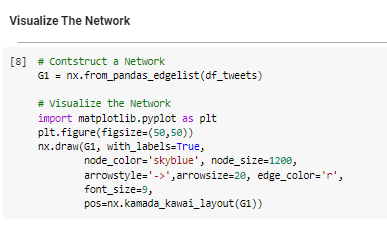 Visualize The Network
[8] # Contstruct a Network
G1 = nx.from_pandas_edgelist(df_tweets)
# Visualize the Network
import matplotlib.pyplot as plt
plt.figure(figsize=(50,50))
nx.draw(G1, with_labels=True,
node_color='skyblue', node_size=1200,
arrowstyle='->',arrowsize=20, edge_color='r',
font_size=9,
pos=nx.kamada_kawai_layout(G1))